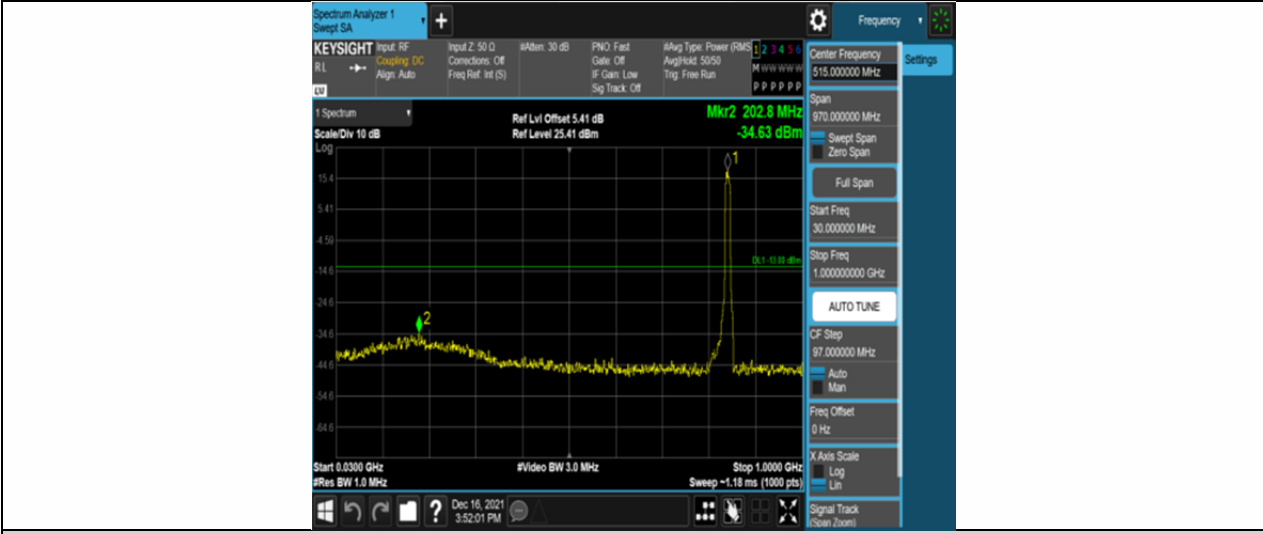 Spectrum Analyzer 1
Swept SA
+
Frequency
KEYSIGHT
RL
LV
Input: RF
Coupling: DC
Align: Auto
Input Z: 50 Ω
Corrections: Off
Freq Ref: Int (S)
#Atten: 30 dB
PNO: Fast
Gate: Off
IF Gain: Low
Sig Track: Off
#Avg Type: Power (RMS
Avg|Hold: 50/50
Trig: Free Run
1 2 3 4 5 6
M W W W W W
P P P P P P
1 Spectrum
Scale/Div 10 dB
Ref Lvl Offset 5.41 dB
Ref Level 25.41 dBm
Mkr2 202.8 MHz
-34.63 dBm
Log
15.4
5.41
-4.59
-14.6
-24.6
-34.6
-44.6
-54.6
-64.6
1
DL1 -13.00 dBm
2
Start 0.0300 GHz
#Res BW 1.0 MHz
#Video BW 3.0 MHz
Stop 1.0000 GHz
Sweep ~1.18 ms (1000 pts)
Dec 16, 2021
3:52:01 PM
?
Center Frequency
515.000000 MHz
Settings
Span
970.000000 MHz
Swept Span
Zero Span
Full Span
Start Freq
30.000000 MHz
Stop Freq
1.000000000 GHz
AUTO TUNE
CF Step
97.000000 MHz
Auto
Man
Freq Offset
0 Hz
X Axis Scale
Log
Lin
Signal Track
(Span Zoom)